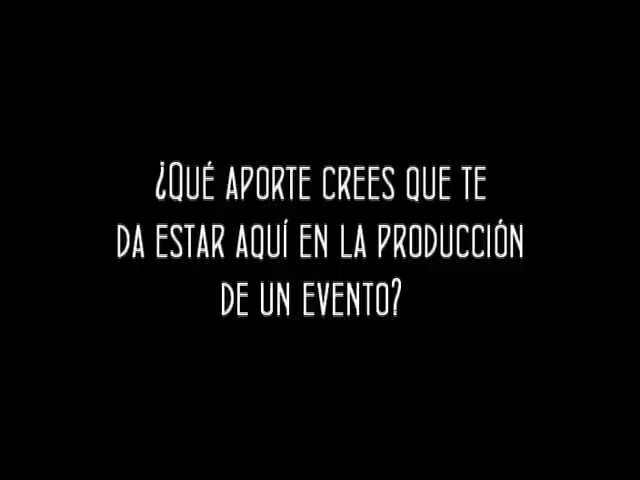 ¿QUÉ APORTE CREES QUE TE
DA ESTAR AQUÍ EN LA PRODUCCIÓN
DE UN EVENTO?